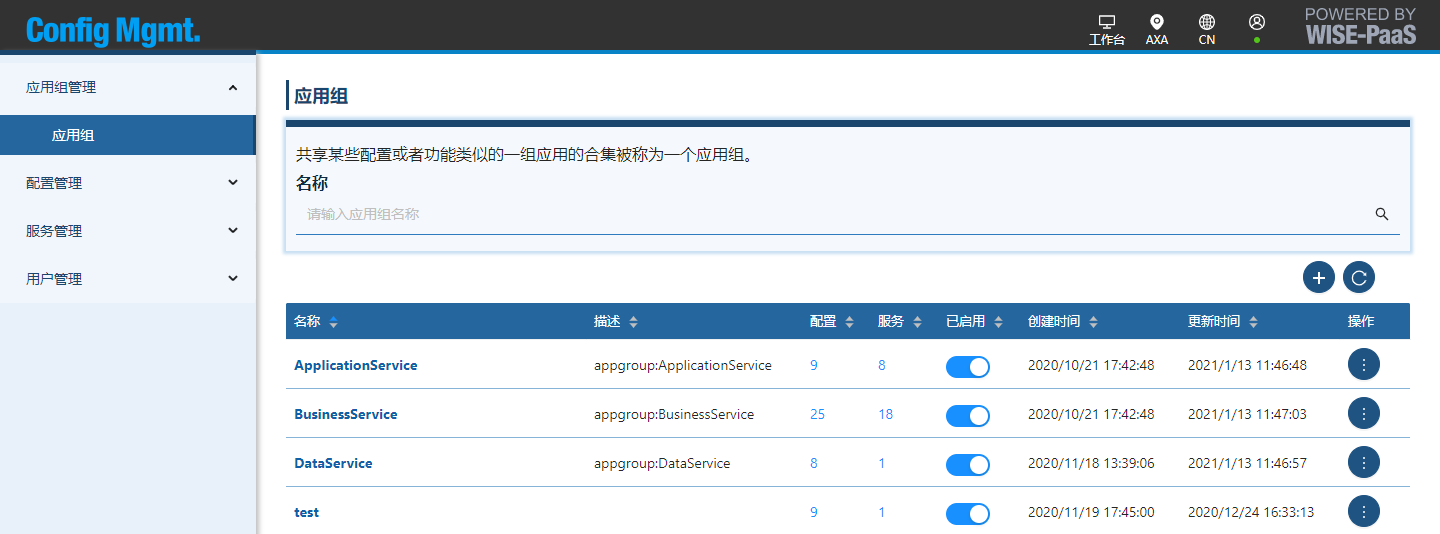 Config Mgmt.
工作台 AXA CN
POWERED BY
WISE-PaaS
应用组管理
应用组
配置管理
服务管理
用户管理
应用组
共享某些配置或者功能类似的一组应用的合集被称为一个应用组。
名称
请输入应用组名称
名称 描述 配置 服务 已启用 创建时间 更新时间 操作
ApplicationService appgroup:ApplicationService 9 8 2020/10/21 17:42:48 2021/1/13 11:46:48
BusinessService appgroup:BusinessService 25 18 2020/10/21 17:42:48 2021/1/13 11:47:03
DataService appgroup:DataService 8 1 2020/11/18 13:39:06 2021/1/13 11:46:57
test 9 1 2020/11/19 17:45:00 2020/12/24 16:33:13